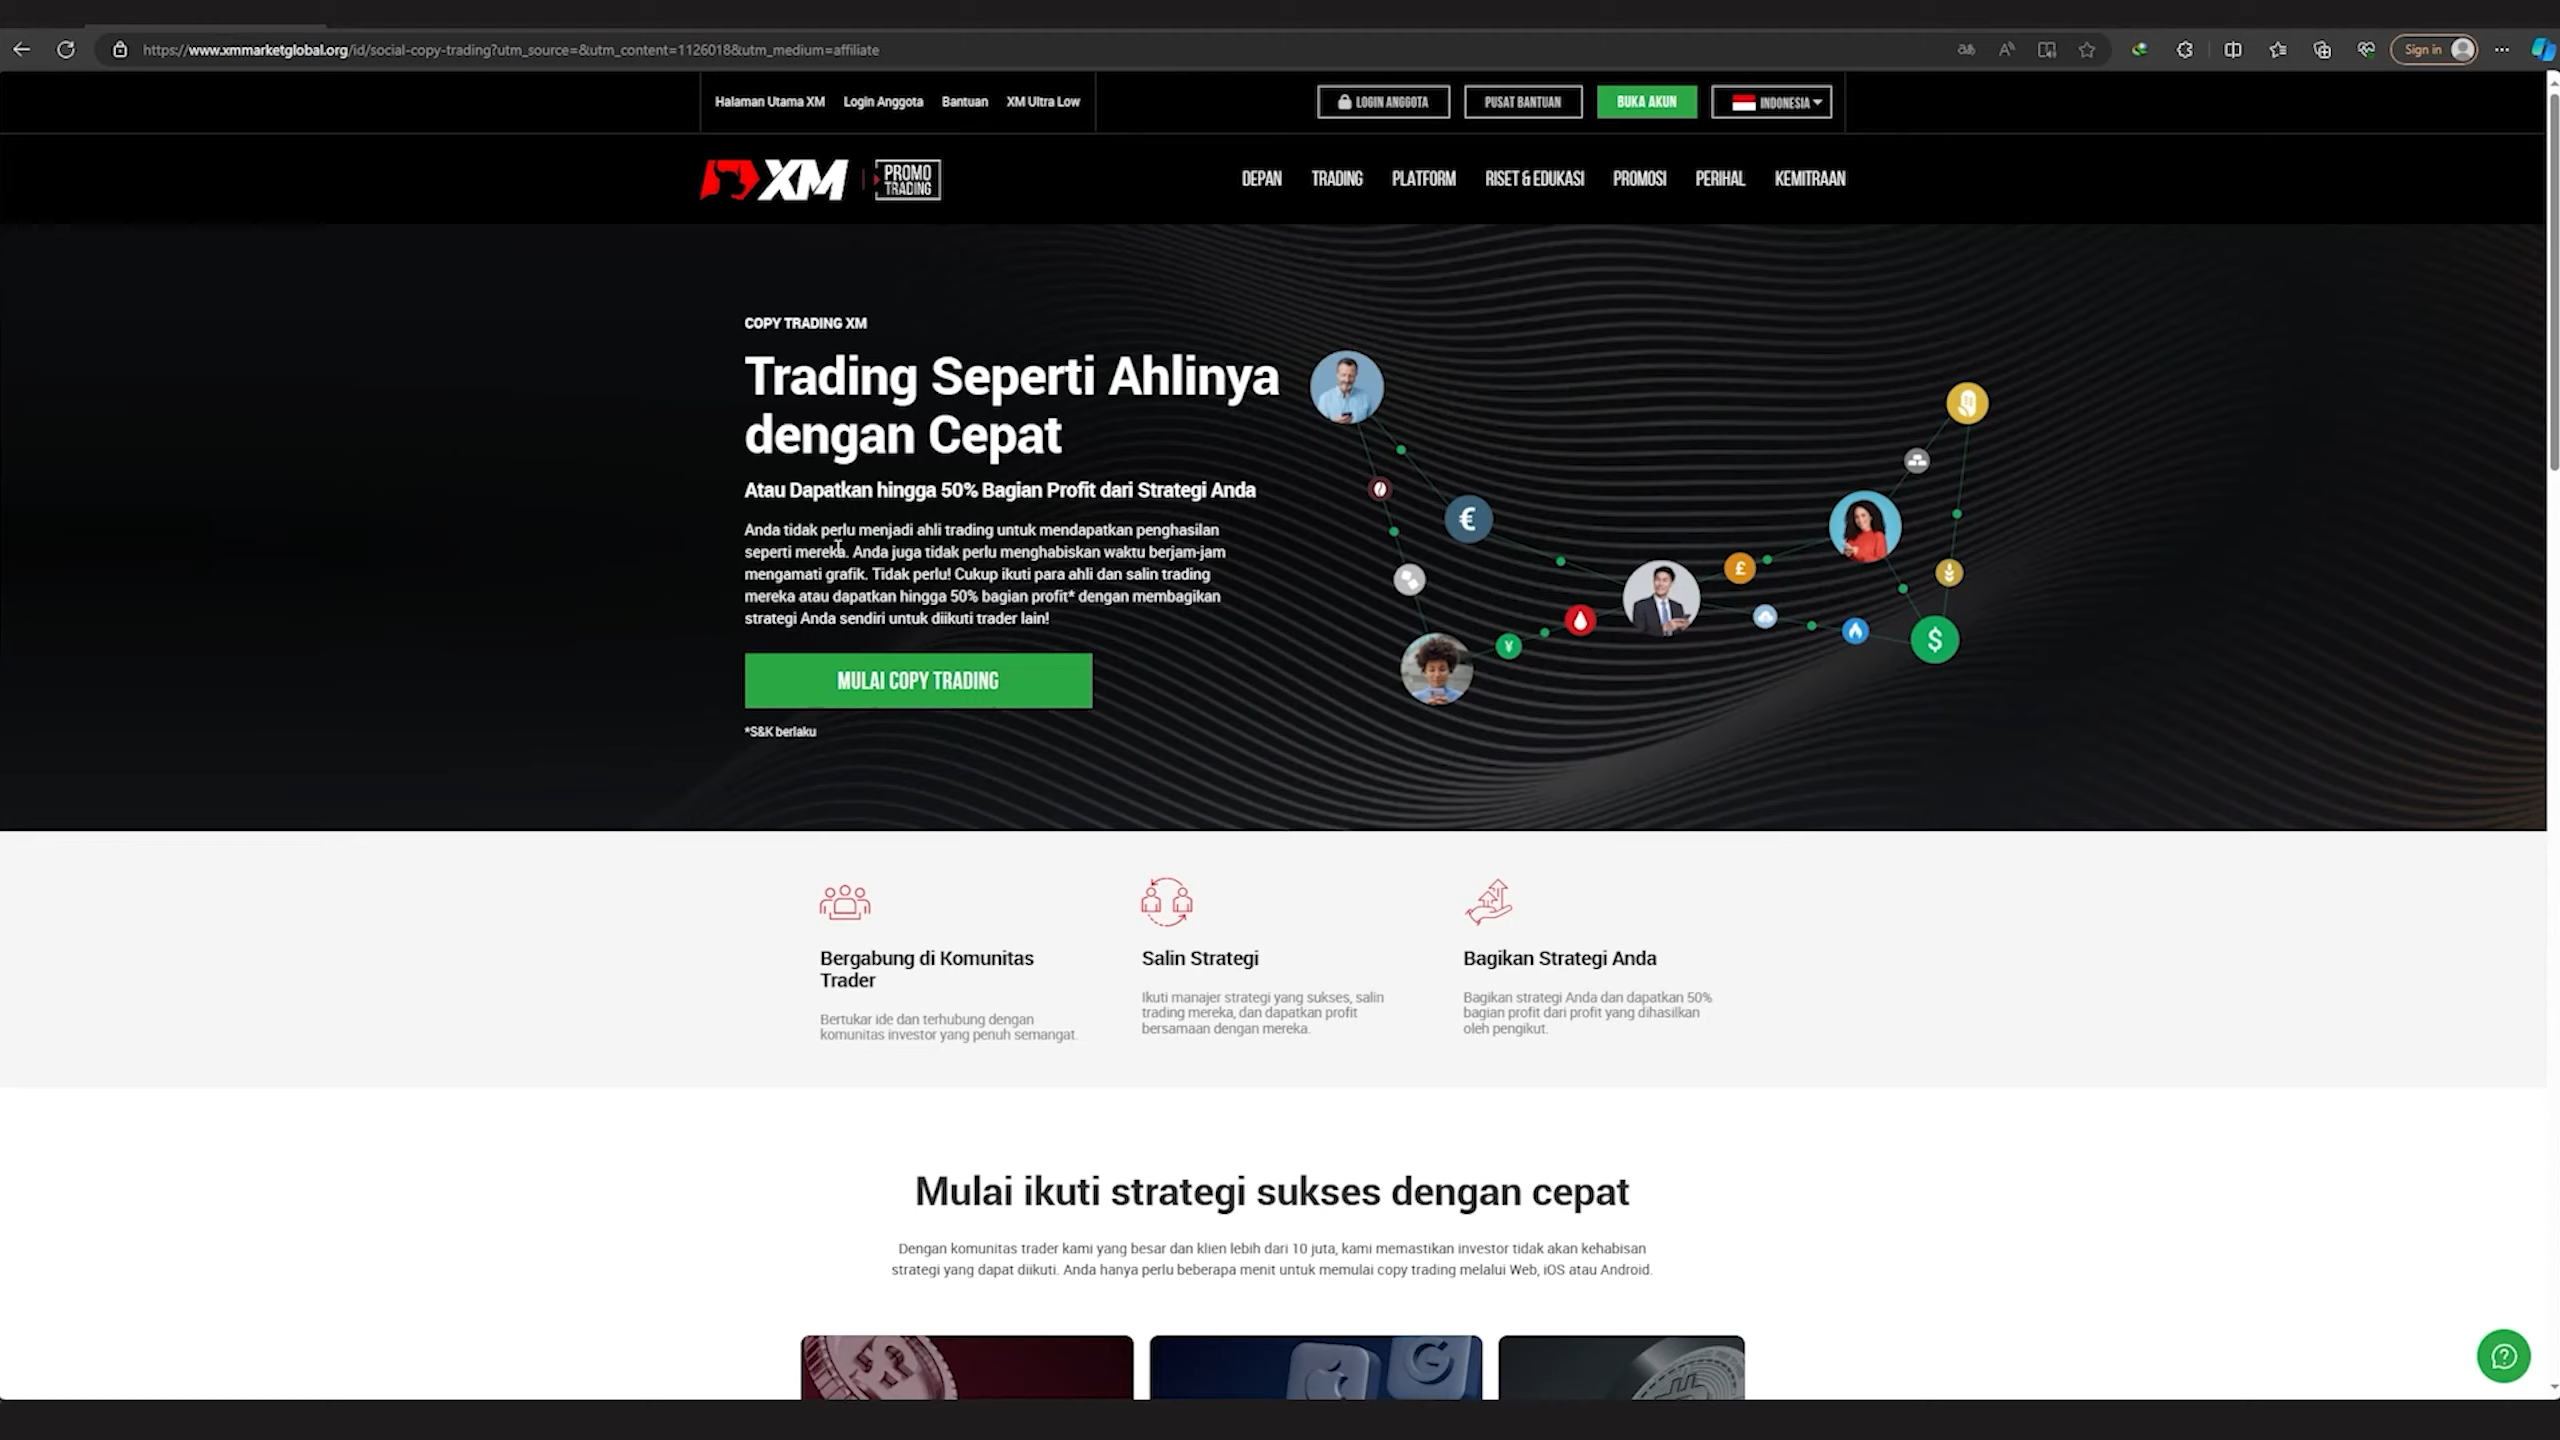 https://www.xmmarketglobal.org/id/social-copy-trading?utm_source=&utm_content=1126018&utm_medium=affiliate
Sign in
Halaman Utama XM
Login Anggota
Bantuan
XM Ultra Low
LOGIN ANGGOTA
PUSAT BANTUAN
BUKA AKUN
INDONESIA
XM
PROMO
TRADING
DEPAN
TRADING
PLATFORM
RISET & EDUKASI
PROMOSI
PERIHAL
KEMITRAAN
COPY TRADING XM
Trading Seperti Ahlinya
dengan Cepat
Atau Dapatkan hingga 50% Bagian Profit dari Strategi Anda
Anda tidak perlu menjadi ahli trading untuk mendapatkan penghasilan
seperti mereka. Anda juga tidak perlu menghabiskan waktu berjam-jam
mengamati grafik. Tidak perlu! Cukup ikuti para ahli dan salin trading
mereka atau dapatkan hingga 50% bagian profit* dengan membagikan
strategi Anda sendiri untuk diikuti trader lain!
MULAI COPY TRADING
*S&K berlaku
Bergabung di Komunitas
Trader
Bertukar ide dan terhubung dengan
komunitas investor yang penuh semangat.
Salin Strategi
Ikuti manajer strategi yang sukses, salin
trading mereka, dan dapatkan profit
bersamaan dengan mereka.
Bagikan Strategi Anda
Bagikan strategi Anda dan dapatkan 50%
bagian profit dari profit yang dihasilkan
oleh pengikut.
Mulai ikuti strategi sukses dengan cepat
Dengan komunitas trader kami yang besar dan klien lebih dari 10 juta, kami memastikan investor tidak akan kehabisan
strategi yang dapat diikuti. Anda hanya perlu beberapa menit untuk memulai copy trading melalui Web, iOS atau Android.